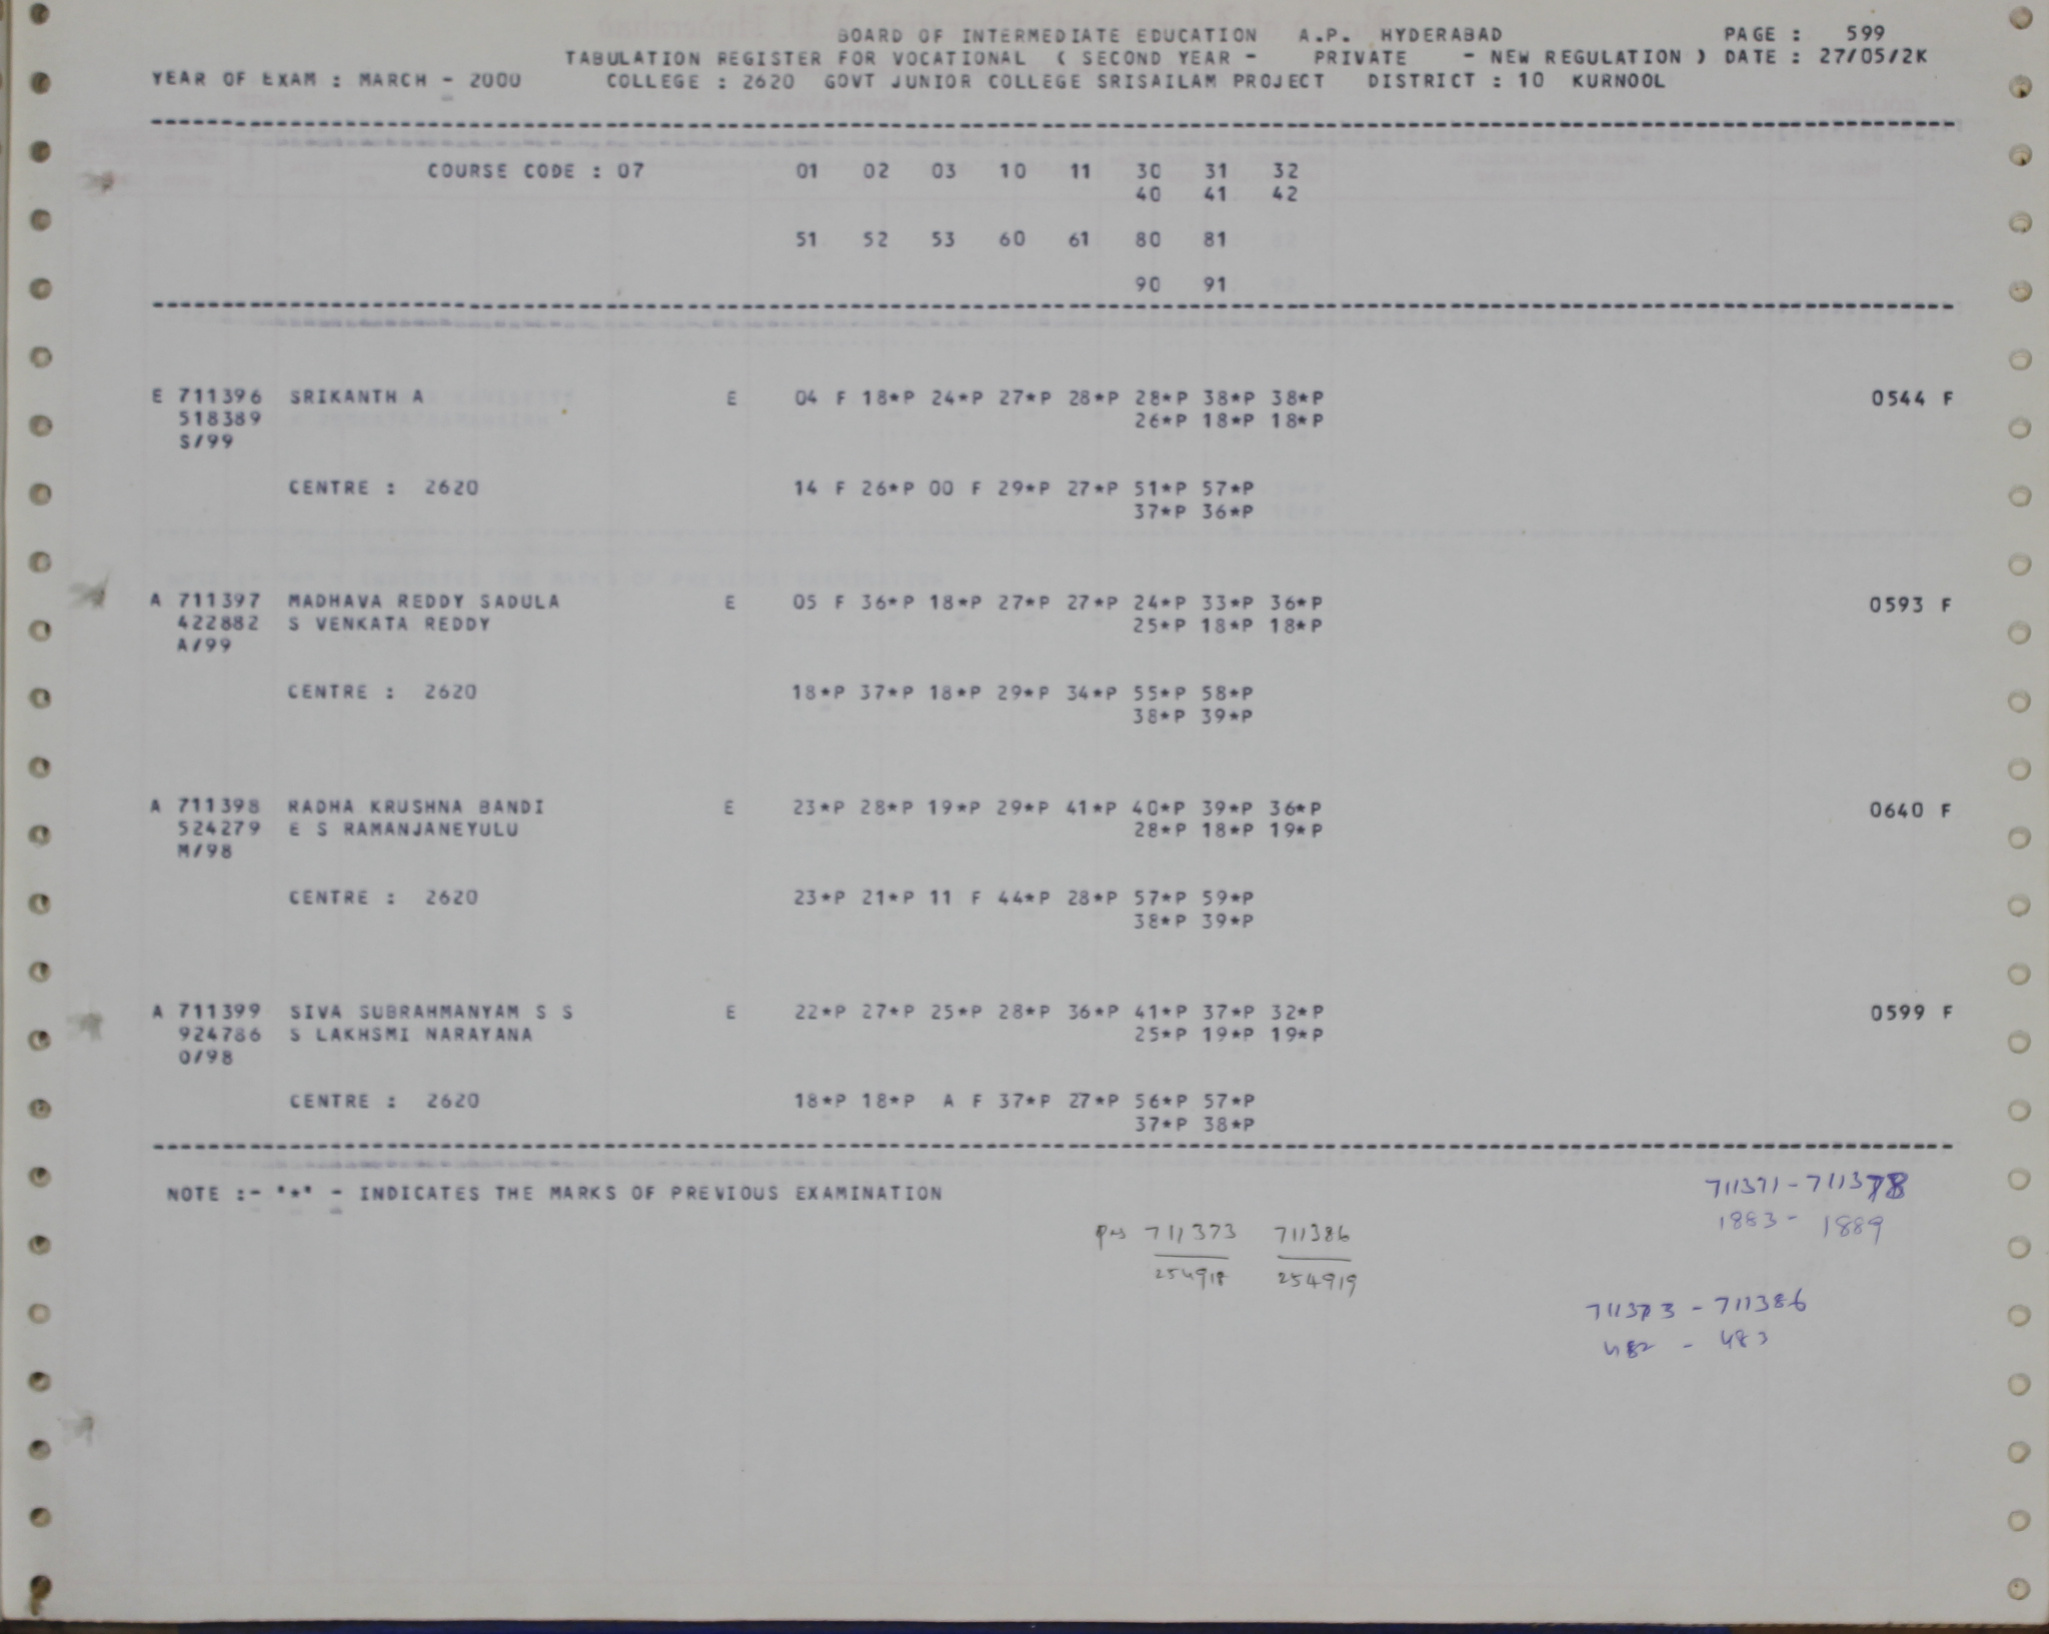 BOARD OF INTERMEDIATE EDUCATION A.P. HYDERABAD PAGE : 599
TABULATION REGISTER FOR VOCATIONAL ( SECOND YEAR - PRIVATE - NEW REGULATION ) DATE : 27/05/2K
YEAR OF EXAM : MARCH - 2000 COLLEGE : 2620 GOVT JUNIOR COLLEGE SRISAILAM PROJECT DISTRICT : 10 KURNOOL
COURSE CODE : 07 01 02 03 10 11 30 31 32
40 41 42
51 52 53 60 61 80 81
90 91
E 711396 SRIKANTH A E 04 F 18*P 24*P 27*P 28*P 28*P 38*P 38*P 0544 F
518389 26*P 18*P 18*P
S/99
CENTRE : 2620 14 F 26*P 00 F 29*P 27*P 51*P 57*P
37*P 36*P
A 711397 MADHAVA REDDY SADULA E 05 F 36*P 18*P 27*P 27*P 24*P 33*P 36*P 0593 F
422882 S VENKATA REDDY 25*P 18*P 18*P
A/99
CENTRE : 2620 18*P 37*P 18*P 29*P 34*P 55*P 58*P
38*P 39*P
A 711398 RADHA KRUSHNA BANDI E 23*P 28*P 19*P 29*P 41*P 40*P 39*P 36*P 0640 F
524279 E S RAMANJANEYULU 28*P 18*P 19*P
M/98
CENTRE : 2620 23*P 21*P 11 F 44*P 28*P 57*P 59*P
38*P 39*P
A 711399 SIVA SUBRAHMANYAM S S E 22*P 27*P 25*P 28*P 36*P 41*P 37*P 32*P 0599 F
924786 S LAKHSMI NARAYANA 25*P 19*P 19*P
O/98
CENTRE : 2620 18*P 18*P A F 37*P 27*P 56*P 57*P
37*P 38*P
NOTE :- "*" - INDICATES THE MARKS OF PREVIOUS EXAMINATION
711371 - 711378
1883 - 1889
711373 711386
254918 254919
711373 - 711386
482 - 483